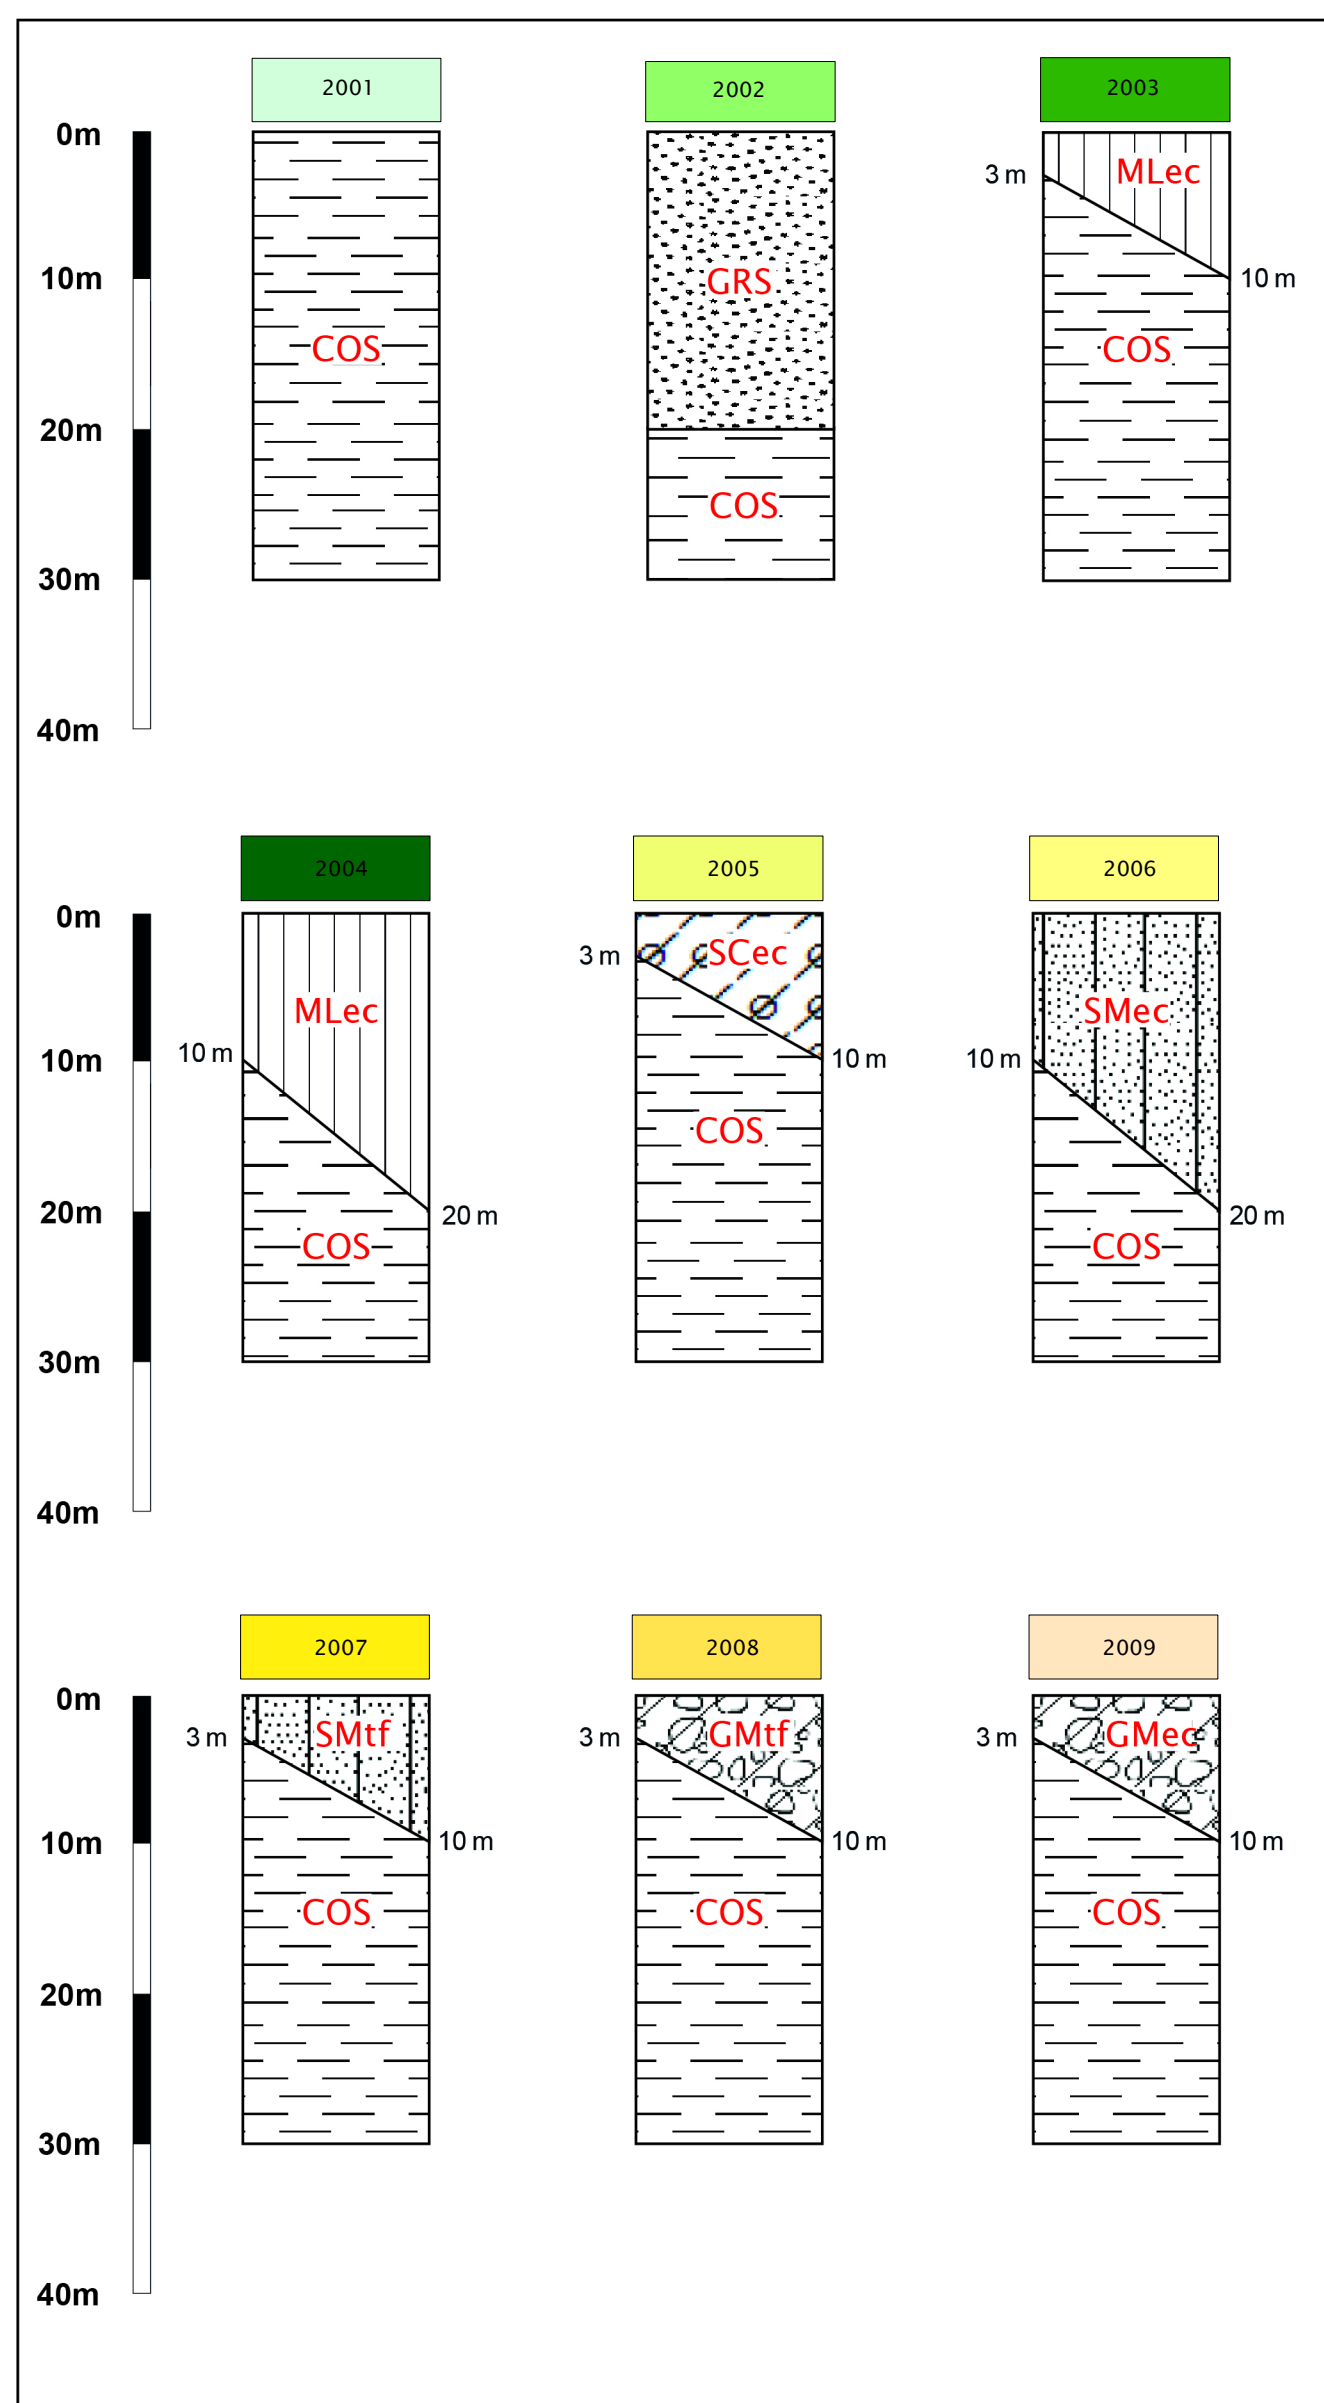 2001 2002 2003
0m
3 m MLec
GRS
10m 10 m
COS COS
20m
COS
30m
40m
2004 2005 2006
0m
3 m SCec
MLec SMec
10m 10 m 10 m 10 m
COS
20m 20 m 20 m
COS COS
30m
40m
2007 2008 2009
0m
3 m SMtf 3 m GMtf 3 m GMec
10m 10 m 10 m 10 m
COS COS COS
20m
30m
40m